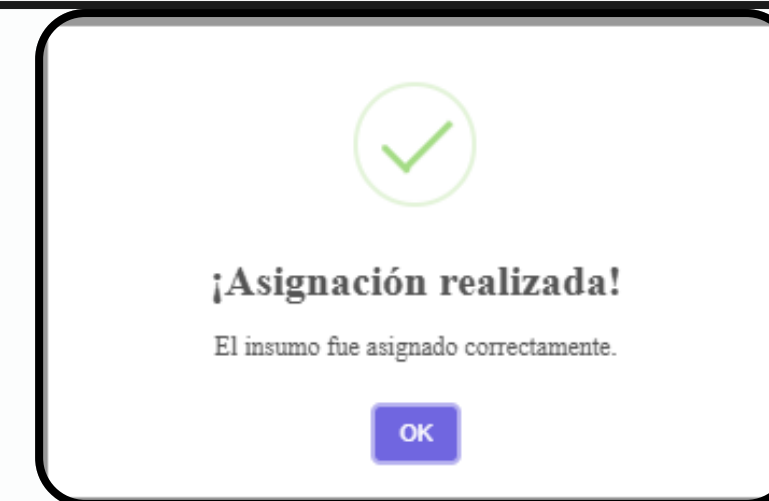 ¡Asignación realizada!
El insumo fue asignado correctamente.
OK